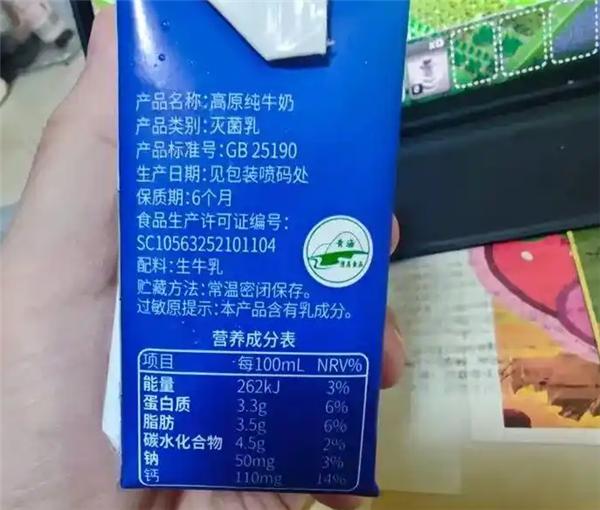 产品名称:高原纯牛奶
产品类别:灭菌乳
产品标准号:GB 25190
生产日期:见包装喷码处
保质期:6个月
食品生产许可证编号:
SC10563252101104
配料:生牛乳
贮藏方法:常温密闭保存。
过敏原提示:本产品含有乳成分。
青海
营养成分表
项目 每100mL NRV%
能量 262kJ 3%
蛋白质 3.3g 6%
脂肪 3.5g 6%
碳水化合物 4.5g 2%
钠 50mg 3%
钙 110mg 14%